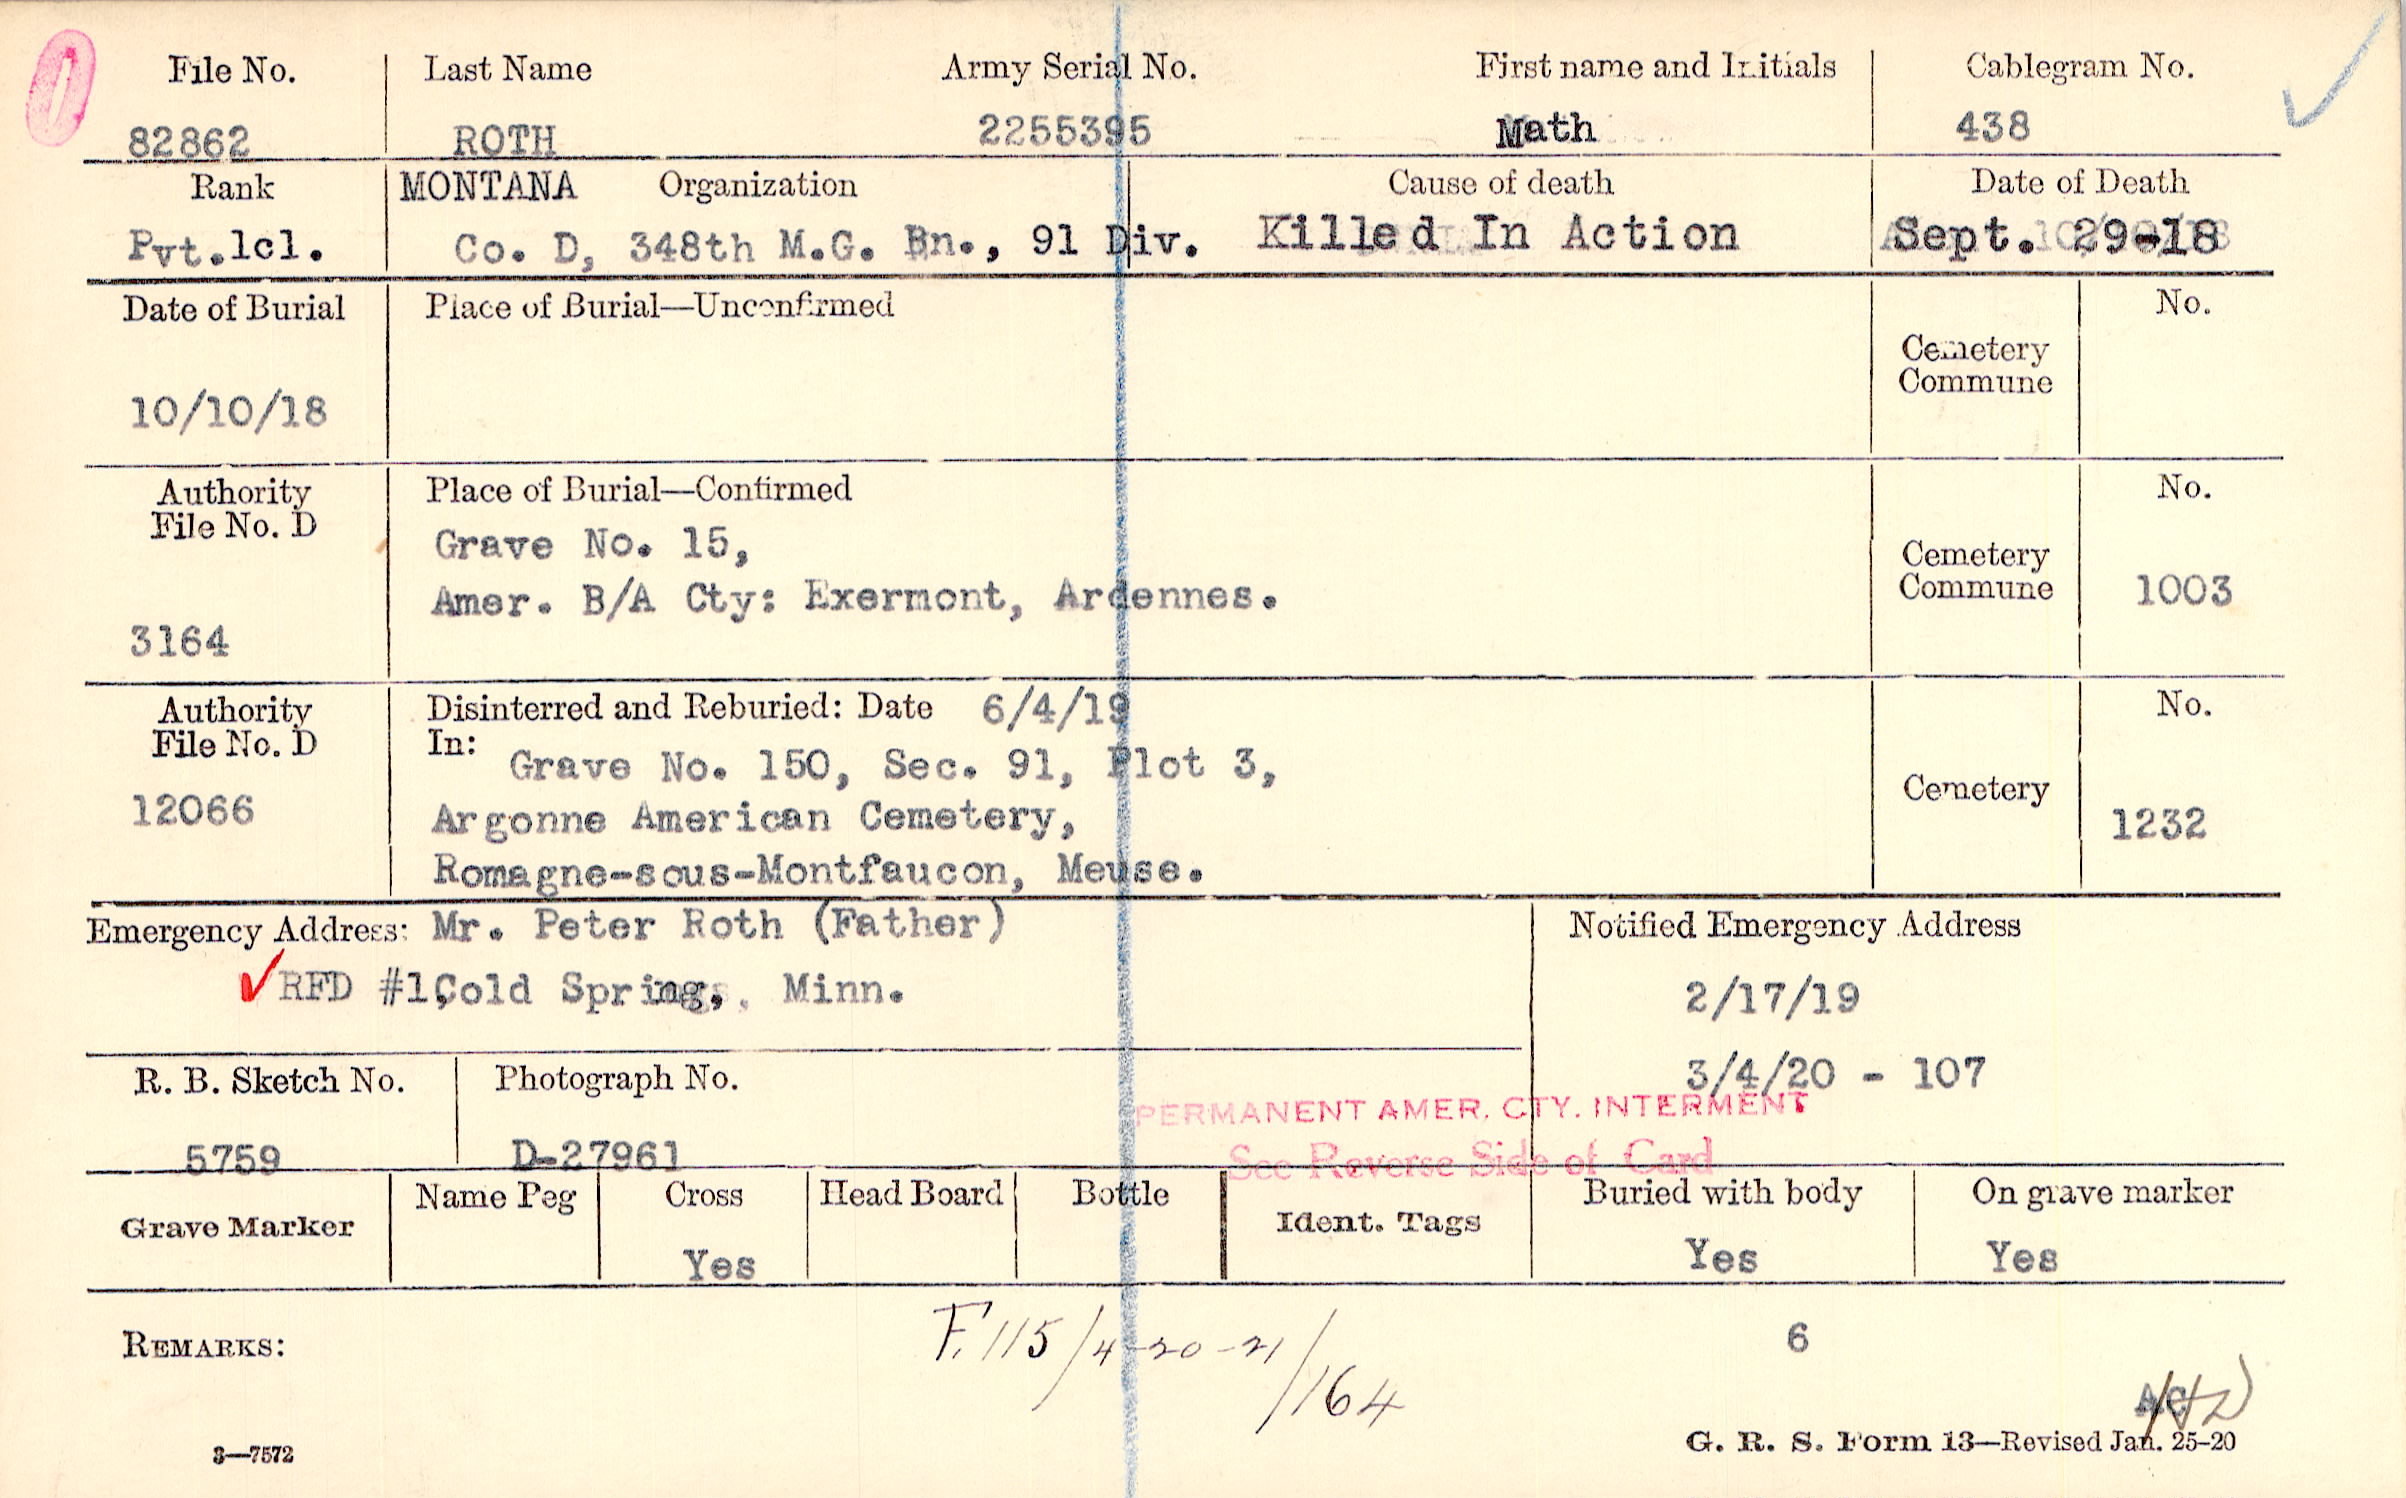 File No. Last Name Army Serial No. First name and Initials Cablegram No.
82862 ROTH 2255395 Math 438
Rank MONTANA Organization Cause of death Date of Death
Pvt.1cl. Co. D, 348th M.G. Bn., 91 Div. Killed In Action Sept. 29-18
Date of Burial Place of Burial—Unconfirmed No.
Cemetery
Commune
10/10/18
Authority Place of Burial—Confirmed No.
File No. D
Grave No. 15,
Cemetery
Amer. B/A Cty: Exermont, Ardennes. Commune 1003
3164
Authority Disinterred and Reburied: Date 6/4/19 No.
File No. D In:
Grave No. 150, Sec. 91, Plot 3,
Cemetery
12066 Argonne American Cemetery, 1232
Romagne-sous-Montfaucon, Meuse.
Emergency Address: Mr. Peter Roth (Father) Notified Emergency Address
RFD #1,Cold Spring, Minn. 2/17/19
R. B. Sketch No. Photograph No. 3/4/20 - 107
PERMANENT AMER. CTY. INTERMENT
5759 D-27961 See Reverse Side of Card
Grave Marker Name Peg Cross Head Board Bottle Ident. Tags Buried with body On grave marker
Yes Yes Yes
REMARKS: F.115/4-20-21/164 6
3—7572 G. R. S. Form 13—Revised Jan. 25-20